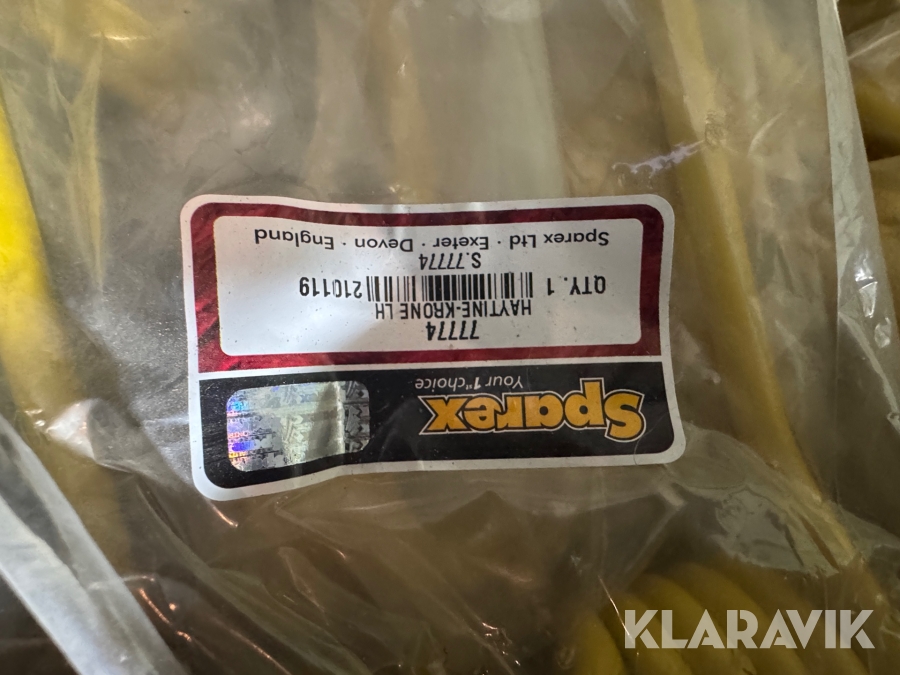 Sparex
Your 1st choice
77774
HAYTINE-KRONE LH
QTY. 1
210119
S.77774
Sparex Ltd · Exeter · Devon · England
KLARAVIK